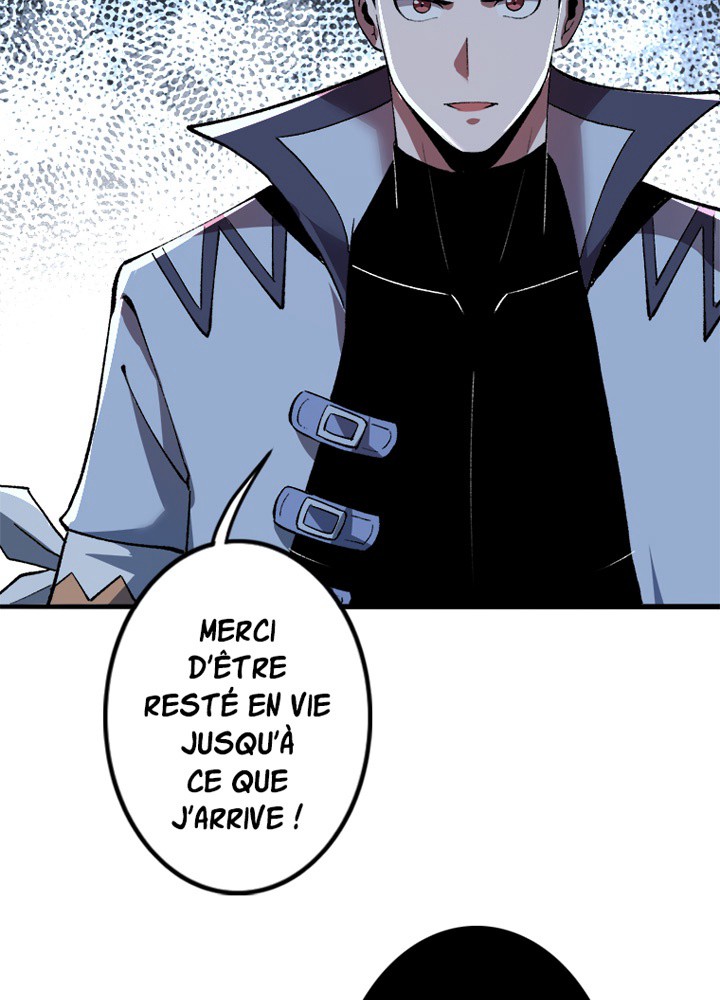 MERCI
D'ÊTRE
RESTÉ EN VIE
JUSQU'À
CE QUE
J'ARRIVE !